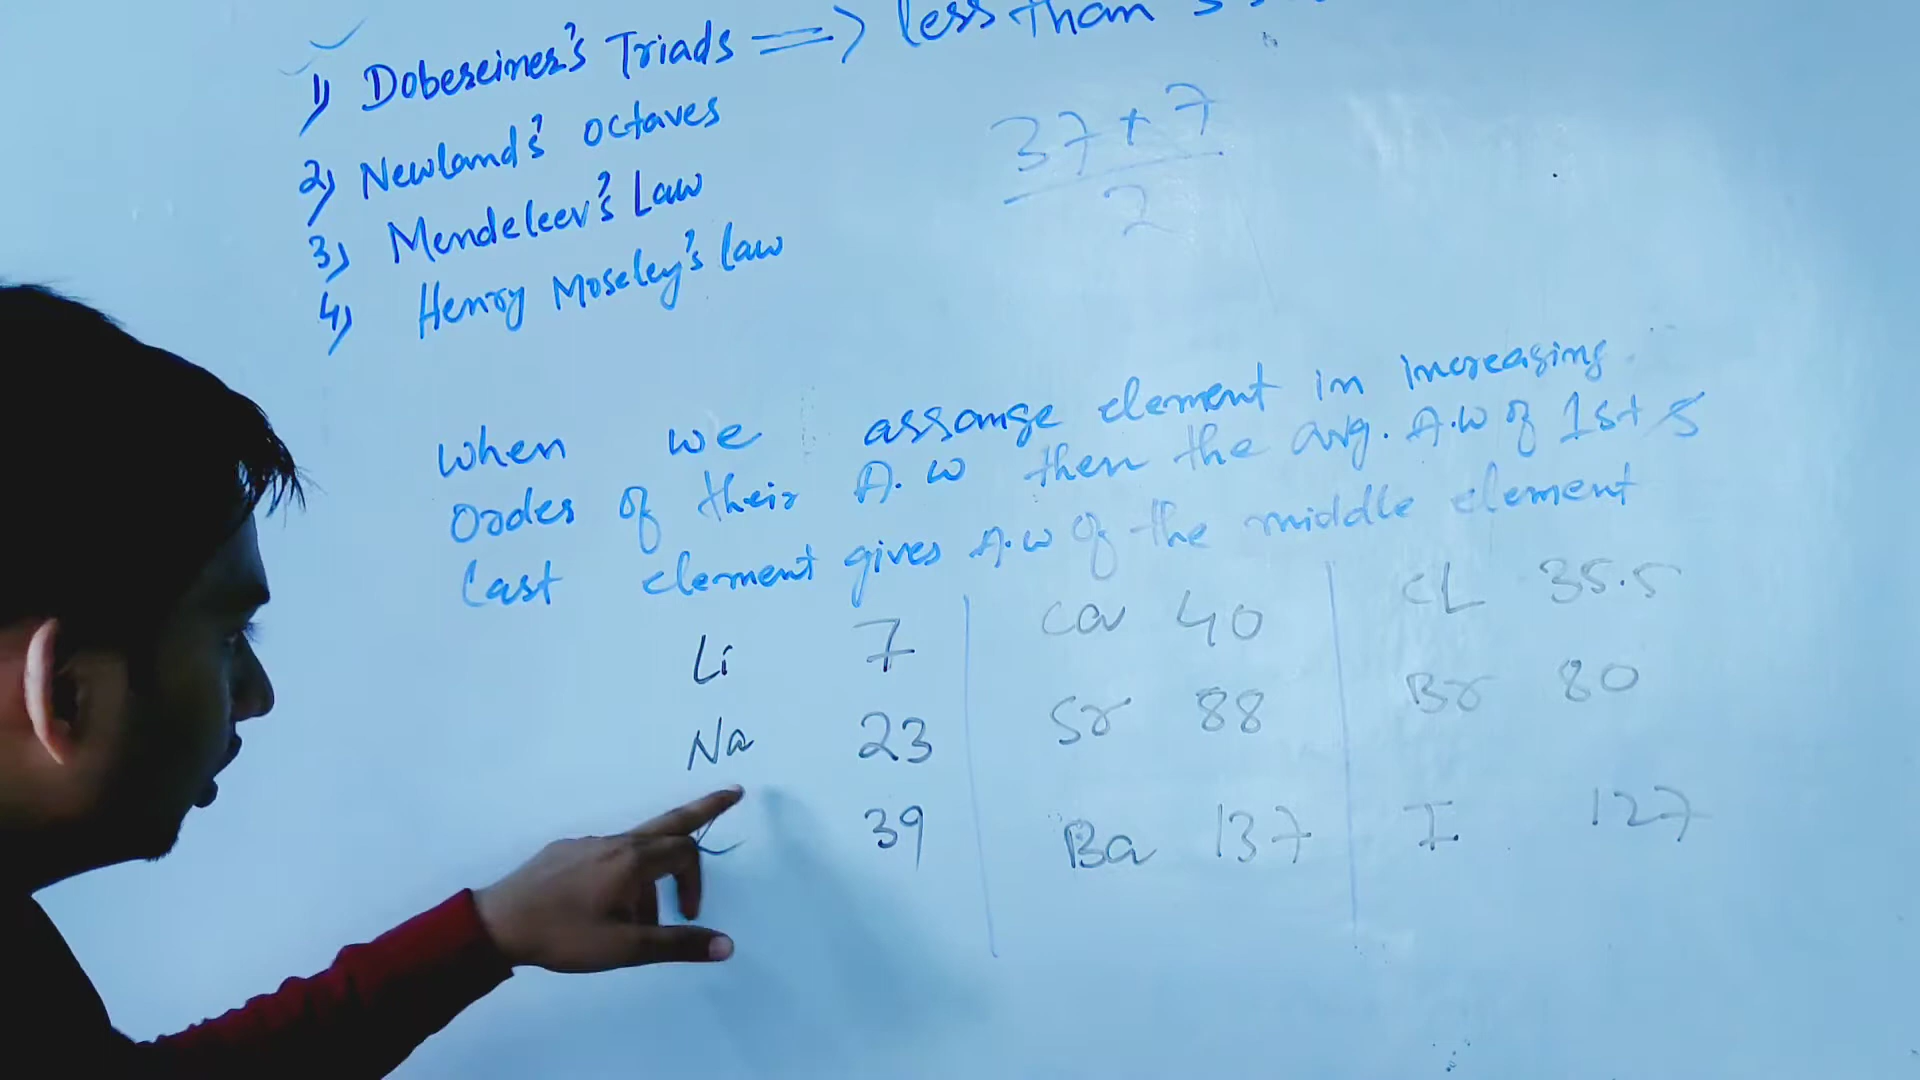 1) Dobereiner's Triads => less than 3
2) Newland's octaves
3) Mendeleev's Law
4) Henry Moseley's law
37+7
2
when we arrange element in increasing
order of their A.W then the avg. A.W of 1st &
last element gives A.W of the middle element
Li 7
Na 23
39
Ca 40
Sr 88
Ba 137
CL 35.5
Br 80
I 127